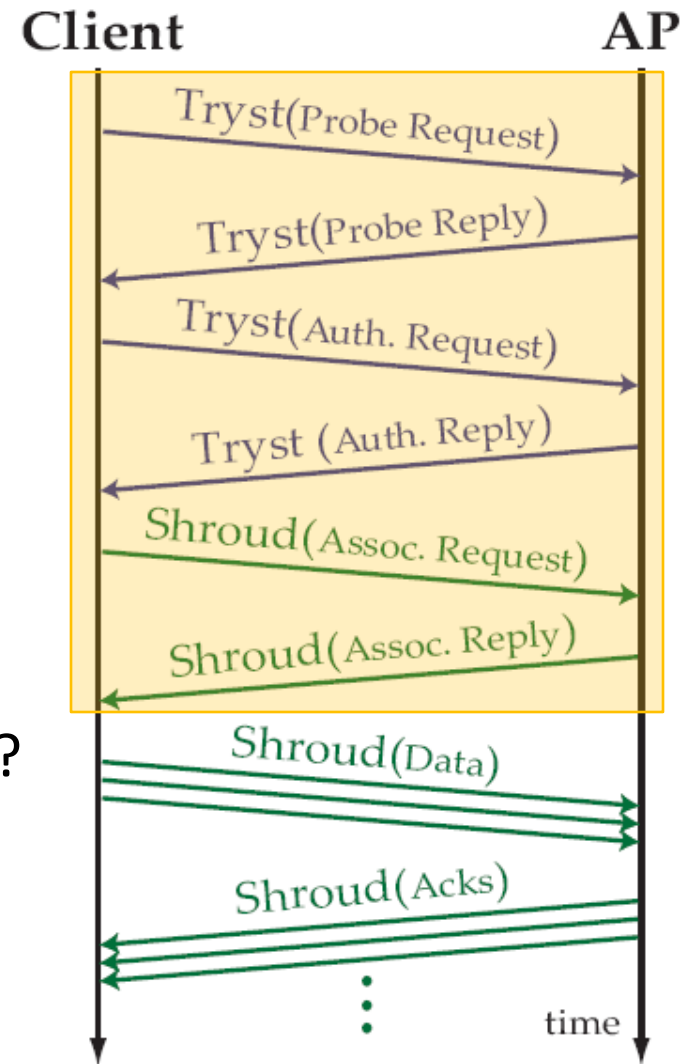 Client AP
Tryst(Probe Request)
Tryst(Probe Reply)
Tryst(Auth. Request)
Tryst (Auth. Reply)
Shroud(Assoc. Request)
Shroud(Assoc. Reply)
?
Shroud(Data)
Shroud(Acks)
time